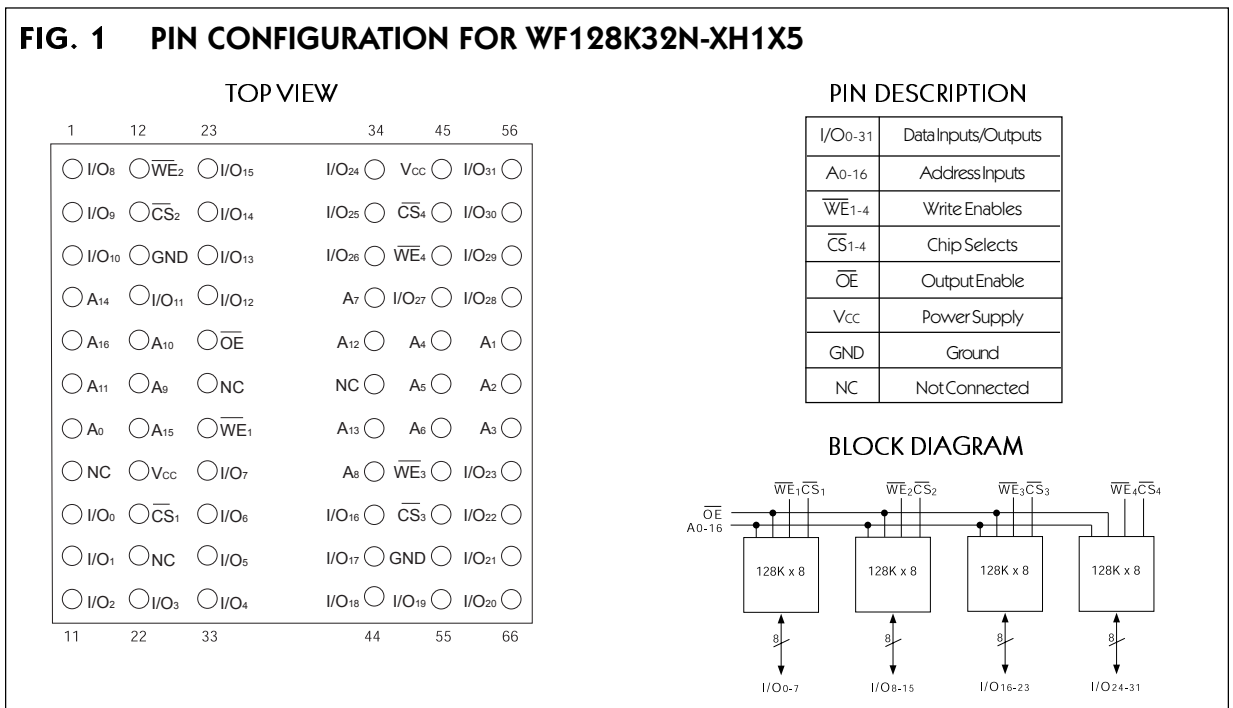 FIG. 1 PIN CONFIGURATION FOR WF128K32N-XH1X5
TOP VIEW
1 12 23 34 45 56
I/O8 WE2 I/O15 I/O24 VCC I/O31
I/O9 CS2 I/O14 I/O25 CS4 I/O30
I/O10 GND I/O13 I/O26 WE4 I/O29
A14 I/O11 I/O12 A7 I/O27 I/O28
A16 A10 OE A12 A4 A1
A11 A9 NC NC A5 A2
A0 A15 WE1 A13 A6 A3
NC VCC I/O7 A8 WE3 I/O23
I/O0 CS1 I/O6 I/O16 CS3 I/O22
I/O1 NC I/O5 I/O17 GND I/O21
I/O2 I/O3 I/O4 I/O18 I/O19 I/O20
11 22 33 44 55 66
PIN DESCRIPTION
I/O0-31 Data Inputs/Outputs
A0-16 Address Inputs
WE1-4 Write Enables
CS1-4 Chip Selects
OE Output Enable
VCC Power Supply
GND Ground
NC Not Connected
BLOCK DIAGRAM
WE1 CS1 WE2 CS2 WE3 CS3 WE4 CS4
OE
A0-16
128K x 8 128K x 8 128K x 8 128K x 8
8 8 8 8
I/O0-7 I/O8-15 I/O16-23 I/O24-31